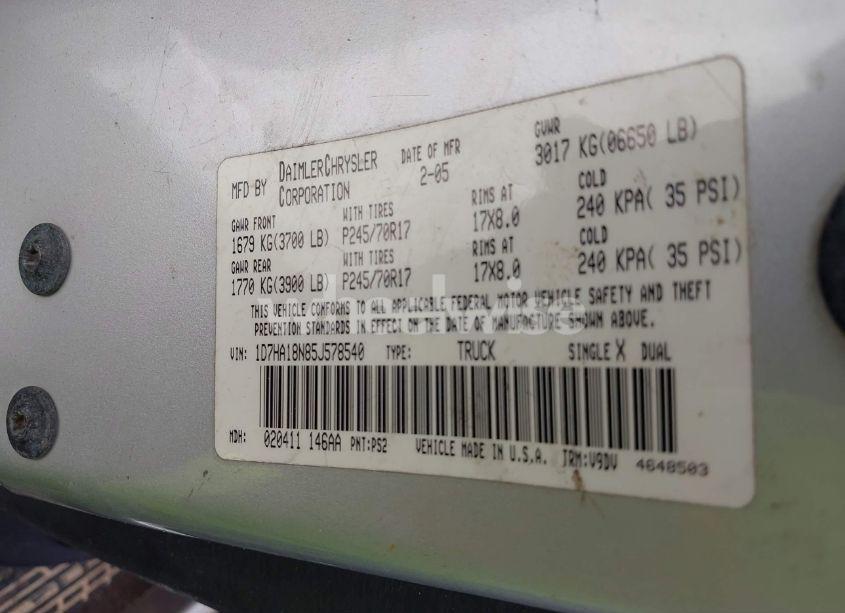 MFD BY DAIMLERCHRYSLER CORPORATION DATE OF MFR 2-05 GVWR 3017 KG(06650 LB)
GAWR FRONT WITH TIRES RIMS AT COLD
1679 KG(3700 LB) P245/70R17 17X8.0 240 KPA( 35 PSI)
GAWR REAR WITH TIRES RIMS AT COLD
1770 KG(3900 LB) P245/70R17 17X8.0 240 KPA( 35 PSI)
THIS VEHICLE CONFORMS TO ALL APPLICABLE FEDERAL MOTOR VEHICLE SAFETY AND THEFT
PREVENTION STANDARDS IN EFFECT ON THE DATE OF MANUFACTURE SHOWN ABOVE.
VIN: 1D7HA18N85J578540 TYPE: TRUCK SINGLE X DUAL
MDH: 020411 146AA PNT:PS2 VEHICLE MADE IN U.S.A. TRM:V9DV 4648503